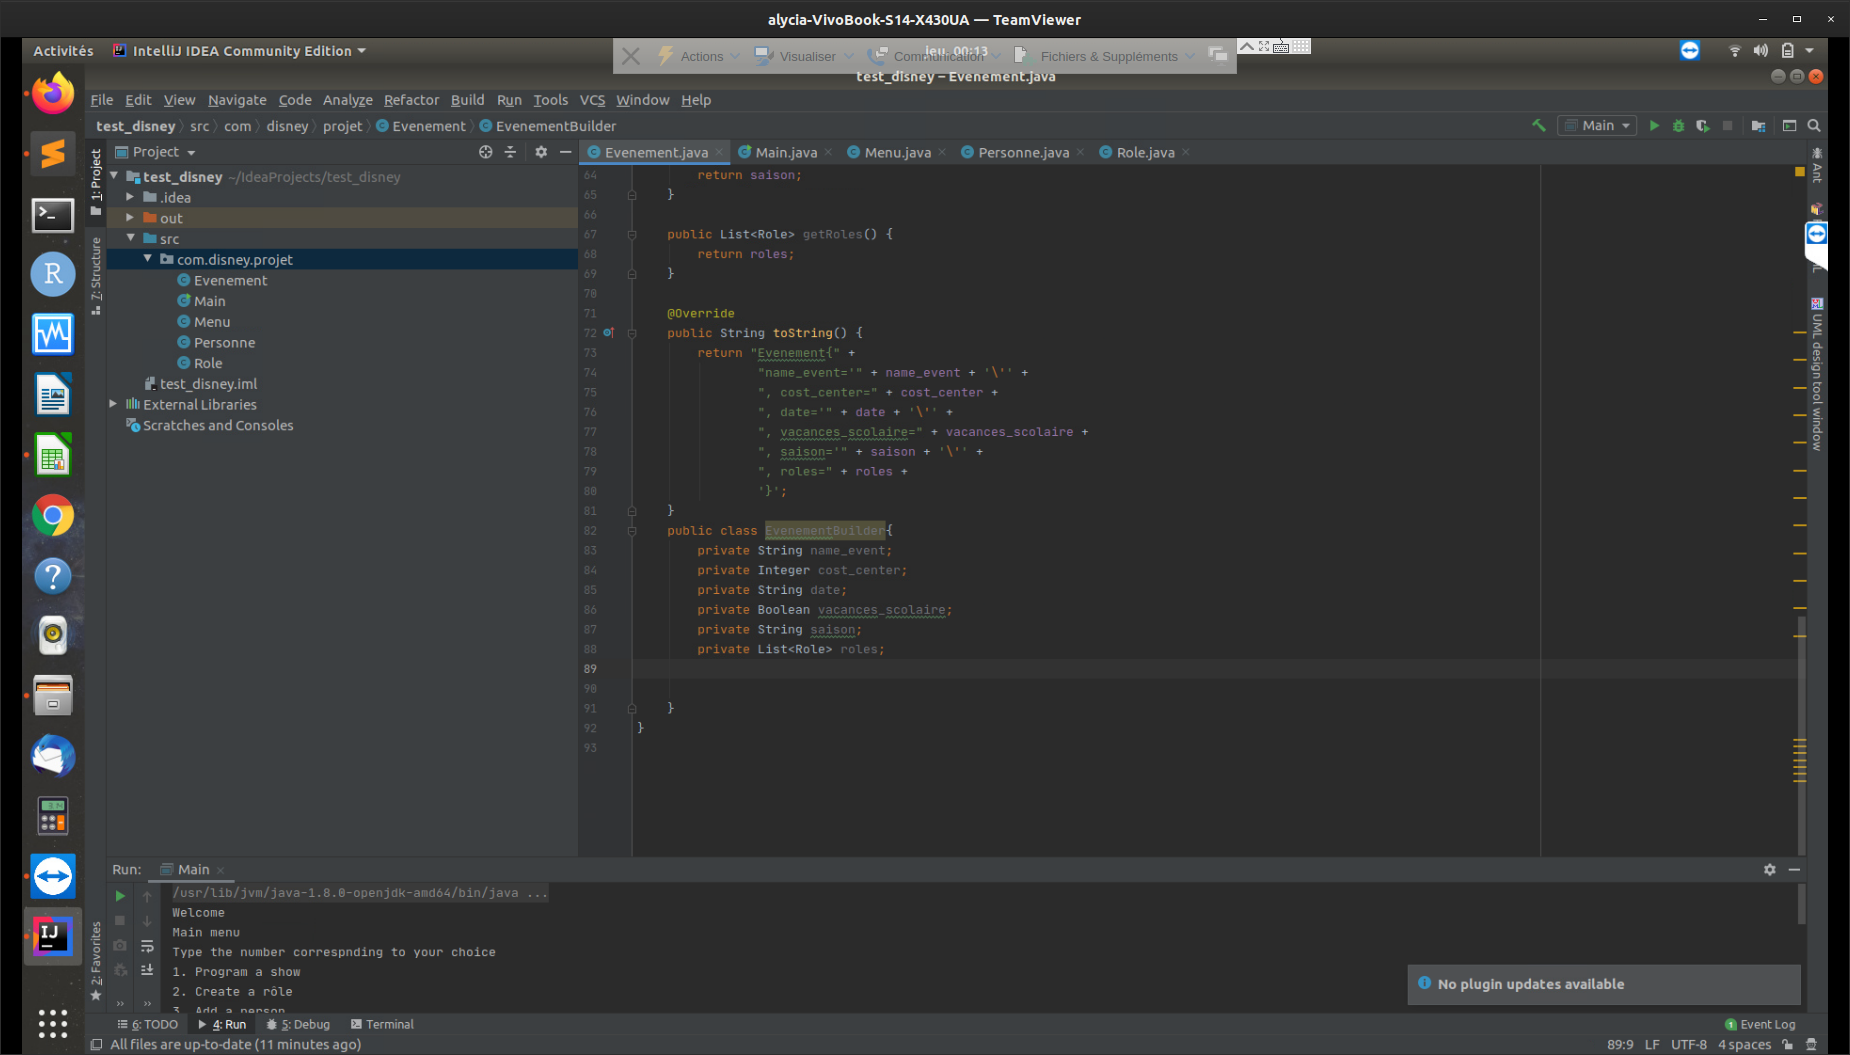 alycia-VivoBook-S14-X430UA — TeamViewer
Activités IntelliJ IDEA Community Edition
jeu. 00:13
Actions Visualiser Communication Fichiers & Suppléments
test_disney – Evenement.java
File Edit View Navigate Code Analyze Refactor Build Run Tools VCS Window Help
test_disney src com disney projet Evenement EvenementBuilder
Main
Project
Evenement.java Main.java Menu.java Personne.java Role.java
1: Project
7: Structure
2: Favorites
Ant
UML design tool window
test_disney ~/IdeaProjects/test_disney
.idea
out
src
com.disney.projet
Evenement
Main
Menu
Personne
Role
test_disney.iml
External Libraries
Scratches and Consoles
64 return saison;
65 }
66
67 public List<Role> getRoles() {
68 return roles;
69 }
70
71 @Override
72 public String toString() {
73 return "Evenement{" +
74 "name_event='" + name_event + '\'' +
75 ", cost_center=" + cost_center +
76 ", date='" + date + '\'' +
77 ", vacances_scolaire=" + vacances_scolaire +
78 ", saison='" + saison + '\'' +
79 ", roles=" + roles +
80 '}';
81 }
82 public class EvenementBuilder{
83 private String name_event;
84 private Integer cost_center;
85 private String date;
86 private Boolean vacances_scolaire;
87 private String saison;
88 private List<Role> roles;
89
90
91 }
92 }
93
Run: Main
/usr/lib/jvm/java-1.8.0-openjdk-amd64/bin/java ...
Welcome
Main menu
Type the number correspnding to your choice
1. Program a show
2. Create a rôle
3. Add a person
No plugin updates available
6: TODO 4: Run 5: Debug Terminal
1 Event Log
All files are up-to-date (11 minutes ago)
89:9 LF UTF-8 4 spaces